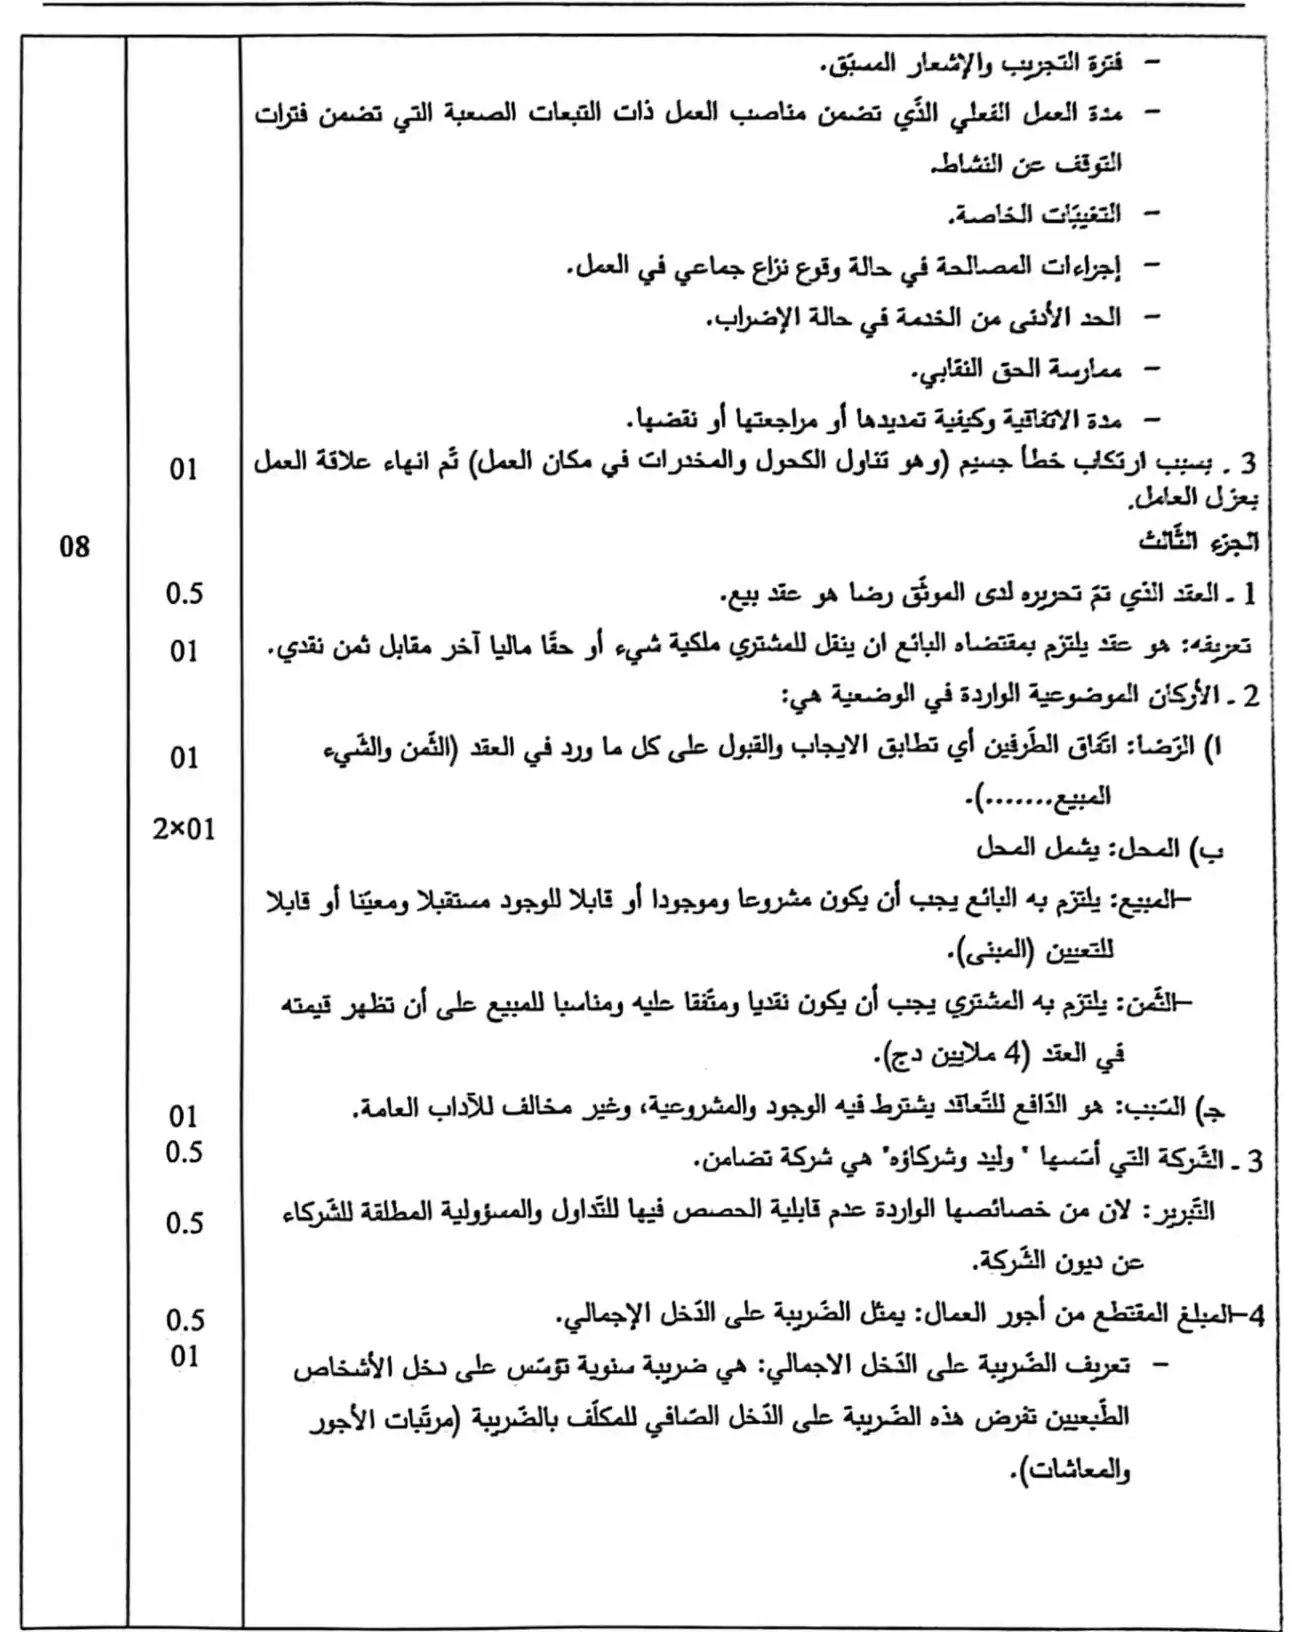 – فترة التجريب والإشعار المسبّق.
– مدة العمل الفعلي الذّي تضمن مناصب العمل ذات التبعات الصعبة التي تضمن فترات
التوقف عن النشاط.
– التغيبّات الخاصة.
– إجراءات المصالحة في حالة وقوع نزاع جماعي في العمل.
– الحد الأدنى من الخدمة في حالة الإضراب.
– ممارسة الحق النقابي.
– مدة الاتفاقية وكيفية تمديدها أو مراجعتها أو نقضها.
3 . بسبب ارتكاب خطأ جسيم (وهو تناول الكحول والمخدرات في مكان العمل) تّم انهاء علاقة العمل 01
بعزل العامل.
الجزء الثّالث 08
1 ـ العقد الذي تمّ تحريره لدى الموثّق رضا هو عقد بيع. 0.5
تعريفه: هو عقد يلتزم بمقتضاه البائع ان ينقل للمشتري ملكية شيء أو حقّا ماليا آخر مقابل ثمن نقدي. 01
2 ـ الأركان الموضوعية الواردة في الوضعية هي:
ا) الرّضا: اتّفاق الطّرفين أي تطابق الايجاب والقبول على كل ما ورد في العقد (الثّمن والشّيء 01
المبيع.......).
ب) المحل: يشمل المحل 2×01
–المبيع: يلتزم به البائع يجب أن يكون مشروعا وموجودا أو قابلا للوجود مستقبلا ومعيّنا أو قابلا
للتّعيين (المبنى).
–الثّمن: يلتزم به المشتري يجب أن يكون نقديا ومتّفقا عليه ومناسبا للمبيع على أن تظهر قيمته
في العقد (4 ملايين دج).
ج) السّبب: هو الدّافع للتّعاقد يشترط فيه الوجود والمشروعية، وغير مخالف للآداب العامة. 01
3 ـ الشّركة التي أسّسها " وليد وشركاؤه" هي شركة تضامن. 0.5
التّبرير: لان من خصائصها الواردة عدم قابلية الحصص فيها للتّداول والمسؤولية المطلقة للشّركاء 0.5
عن ديون الشّركة.
4–المبلغ المقتطع من أجور العمال: يمثل الضّريبة على الدّخل الإجمالي. 0.5
– تعريف الضّريبة على الدّخل الاجمالي: هي ضريبة سنوية تؤسّس على دخل الأشخاص 01
الطّبعيين تفرض هذه الضّريبة على الدّخل الصّافي للمكلّف بالضّريبة (مرتّبات الأجور
والمعاشات).